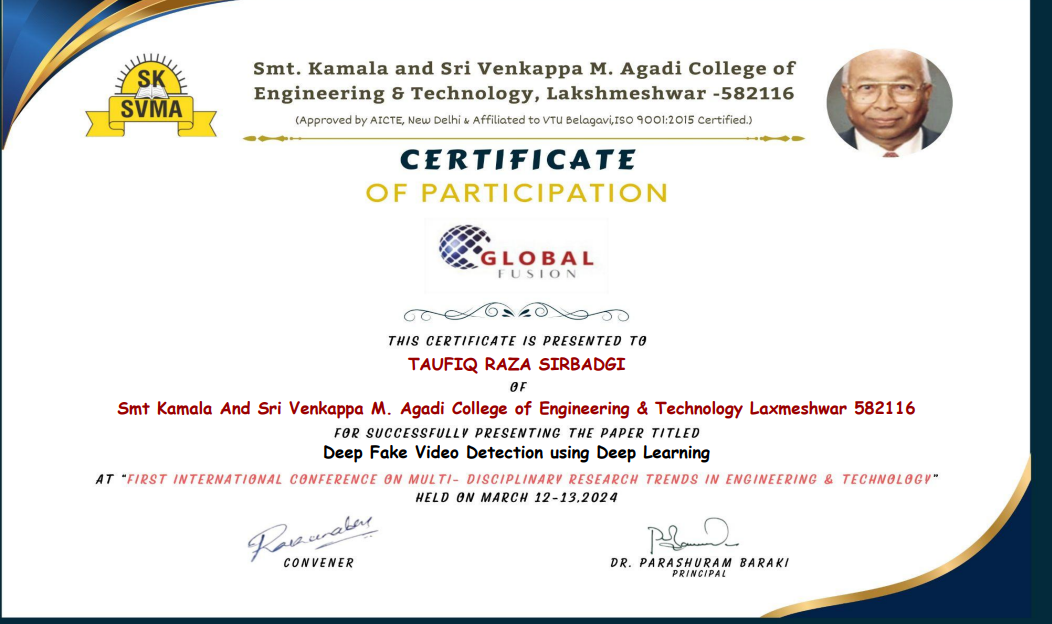 SK
SVMA
Smt. Kamala and Sri Venkappa M. Agadi College of
Engineering & Technology, Lakshmeshwar -582116
(Approved by AICTE, New Delhi & Affiliated to VTU Belagavi,ISO 9001:2015 Certified.)
CERTIFICATE
OF PARTICIPATION
GLOBAL
FUSION
THIS CERTIFICATE IS PRESENTED TO
TAUFIQ RAZA SIRBADGI
OF
Smt Kamala And Sri Venkappa M. Agadi College of Engineering & Technology Laxmeshwar 582116
FOR SUCCESSFULLY PRESENTING THE PAPER TITLED
Deep Fake Video Detection using Deep Learning
AT "FIRST INTERNATIONAL CONFERENCE ON MULTI- DISCIPLINARY RESEARCH TRENDS IN ENGINEERING & TECHNOLOGY"
HELD ON MARCH 12-13,2024
CONVENER
DR. PARASHURAM BARAKI
PRINCIPAL